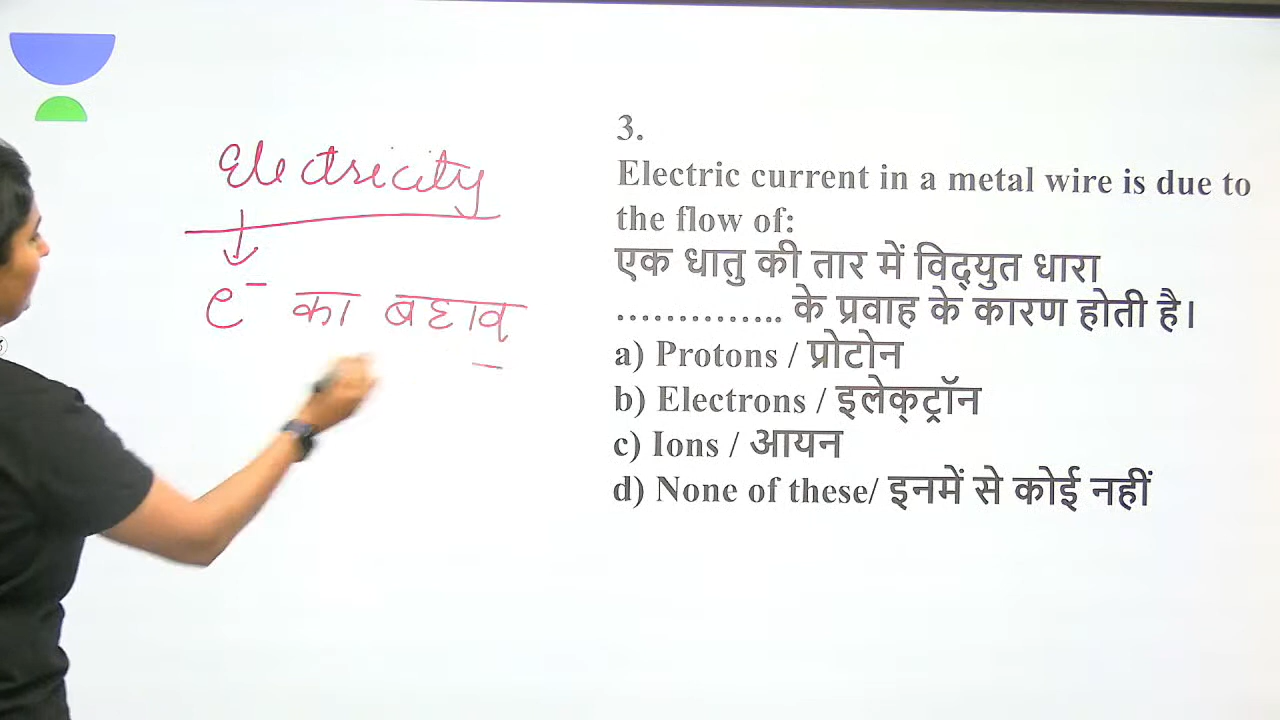 Electricity
e⁻ का बहाव
3.
Electric current in a metal wire is due to
the flow of:
एक धातु की तार में विद्युत धारा
………….. के प्रवाह के कारण होती है।
a) Protons / प्रोटोन
b) Electrons / इलेक्ट्रॉन
c) Ions / आयन
d) None of these/ इनमें से कोई नहीं